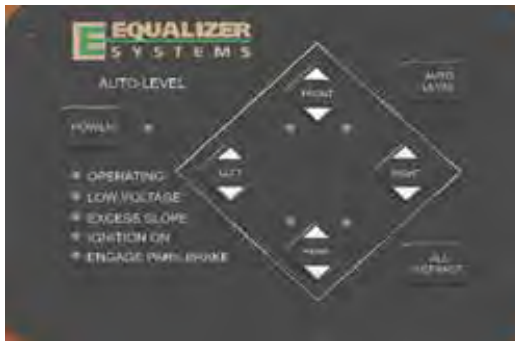 EQUALIZER
SYSTEMS
AUTO-LEVEL
AUTO
LEVEL
FRONT
POWER
LEFT
RIGHT
OPERATING
LOW VOLTAGE
EXCESS SLOPE
IGNITION ON
ENGAGE PARK BRAKE
REAR
ALL
RETRACT